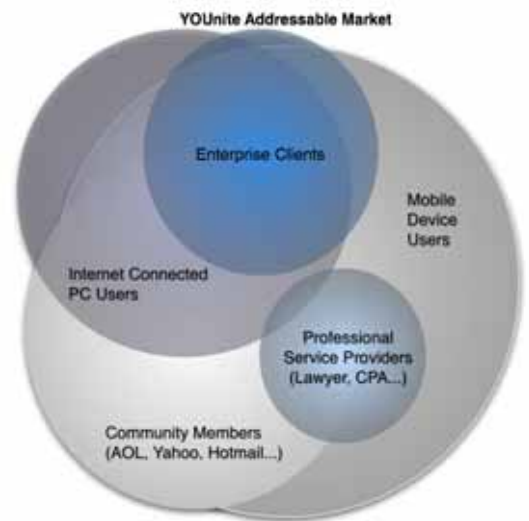 YOUnite Addressable Market
Enterprise Clients
Mobile
Device
Users
Internet Connected
PC Users
Professional
Service Providers
(Lawyer, CPA...)
Community Members
(AOL, Yahoo, Hotmail...)